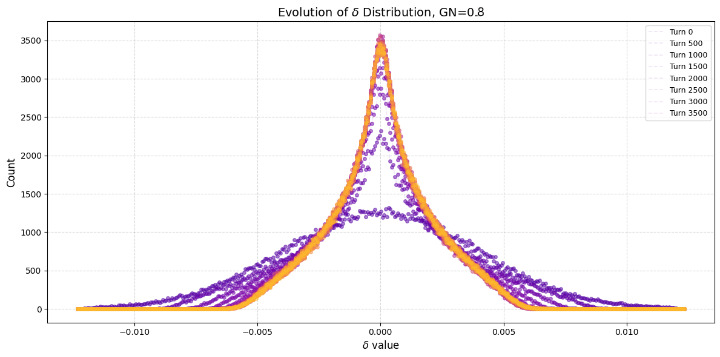 Evolution of δ Distribution, GN=0.8
3500
3000
2500
2000
1500
1000
500
0
Count
Turn 0
Turn 500
Turn 1000
Turn 1500
Turn 2000
Turn 2500
Turn 3000
Turn 3500
−0.010
−0.005
0.000
0.005
0.010
δ value